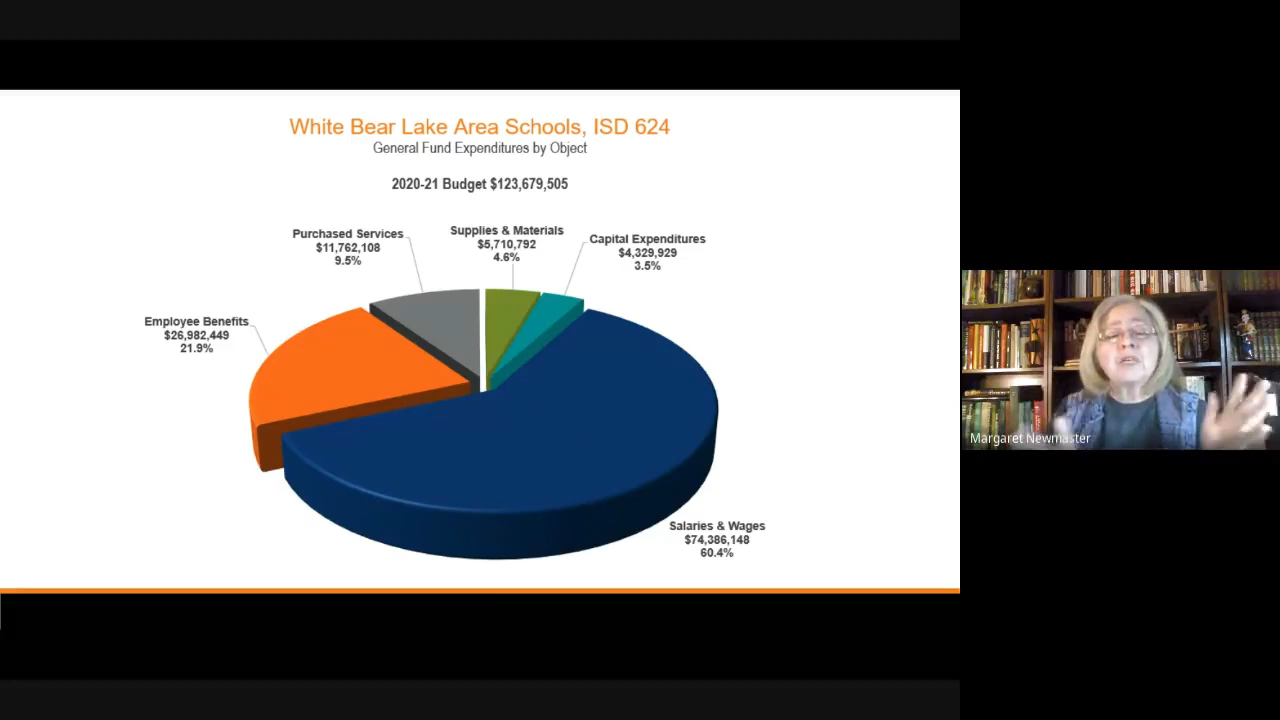 White Bear Lake Area Schools, ISD 624
General Fund Expenditures by Object
2020-21 Budget $123,679,505
Purchased Services
$11,762,108
9.5%
Supplies & Materials
$5,710,792
4.6%
Capital Expenditures
$4,329,929
3.5%
Employee Benefits
$26,982,449
21.9%
Salaries & Wages
$74,386,148
60.4%
Margaret Newmaster